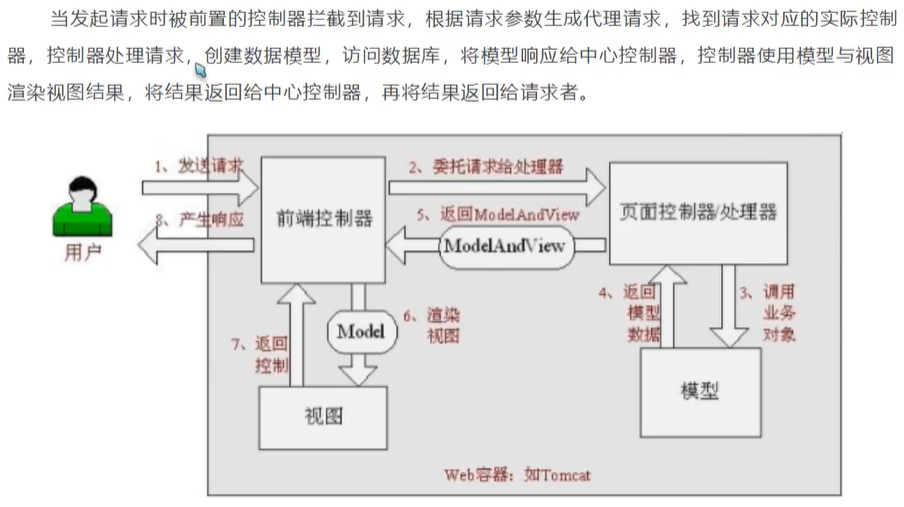 当发起请求时被前置的控制器拦截到请求，根据请求参数生成代理请求，找到请求对应的实际控制
器，控制器处理请求，创建数据模型，访问数据库，将模型响应给中心控制器，控制器使用模型与视图
渲染视图结果，将结果返回给中心控制器，再将结果返回给请求者。
1、发送请求
2、委托请求给处理器
8、产生响应
前端控制器
5、返回ModelAndView
页面控制器/处理器
用户
ModelAndView
4、返回
模型
数据
3、调用
业务
对象
6、渲染
视图
Model
7、返回
控制
模型
视图
Web容器：如Tomcat